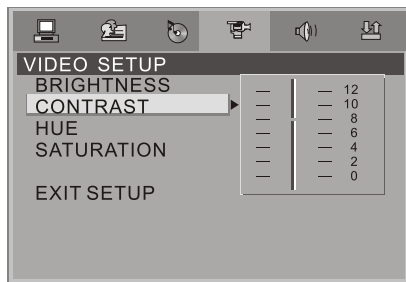 VIDEO SETUP
BRIGHTNESS
CONTRAST
HUE
SATURATION
EXIT SETUP
12
10
8
6
4
2
0